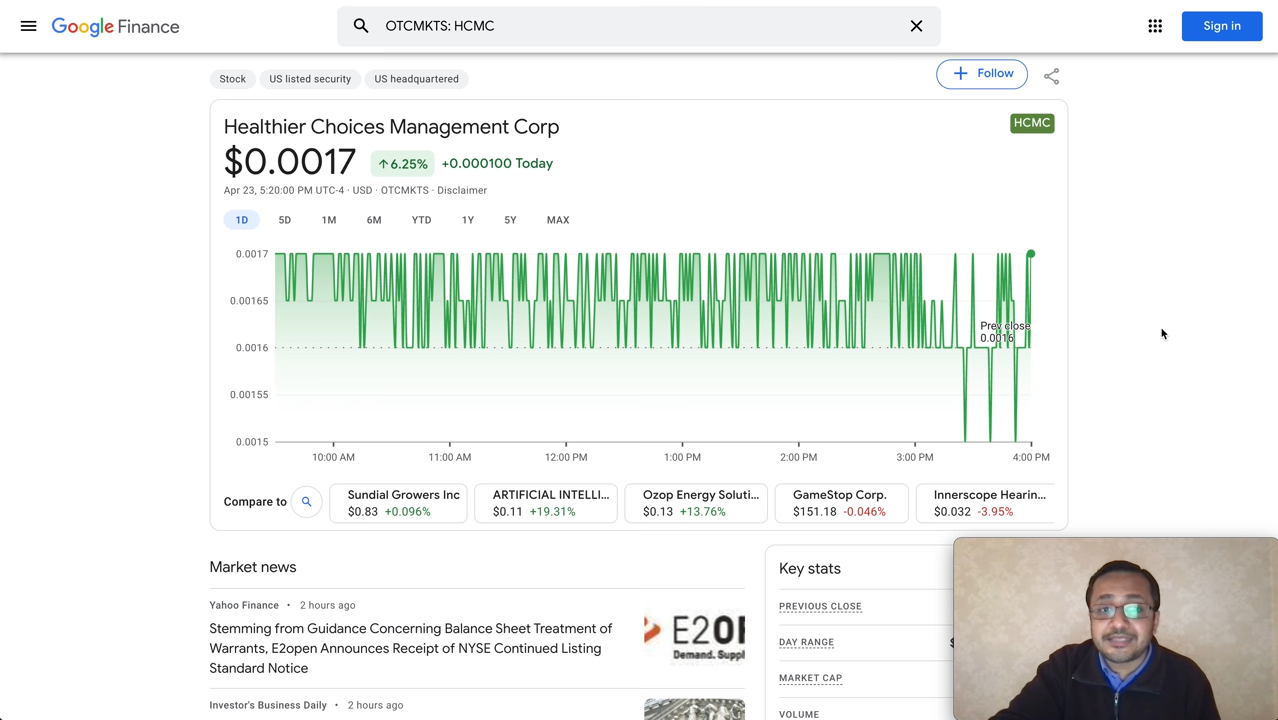 Google Finance
OTCMKTS: HCMC
Sign in
Stock
US listed security
US headquartered
Follow
Healthier Choices Management Corp
HCMC
$0.0017
6.25%
+0.000100 Today
Apr 23, 5:20:00 PM UTC-4 · USD · OTCMKTS · Disclaimer
1D
5D
1M
6M
YTD
1Y
5Y
MAX
0.0017
0.00165
0.0016
0.00155
0.0015
Prev close
0.0016
10:00 AM
11:00 AM
12:00 PM
1:00 PM
2:00 PM
3:00 PM
4:00 PM
Compare to
Sundial Growers Inc
$0.83 +0.096%
ARTIFICIAL INTELLI...
$0.11 +19.31%
Ozop Energy Soluti...
$0.13 +13.76%
GameStop Corp.
$151.18 -0.046%
Innerscope Hearin...
$0.032 -3.95%
Market news
Yahoo Finance • 2 hours ago
Stemming from Guidance Concerning Balance Sheet Treatment of
Warrants, E2open Announces Receipt of NYSE Continued Listing
Standard Notice
E2OP
Demand. Suppl
Investor's Business Daily • 2 hours ago
Key stats
PREVIOUS CLOSE
DAY RANGE
$
MARKET CAP
VOLUME